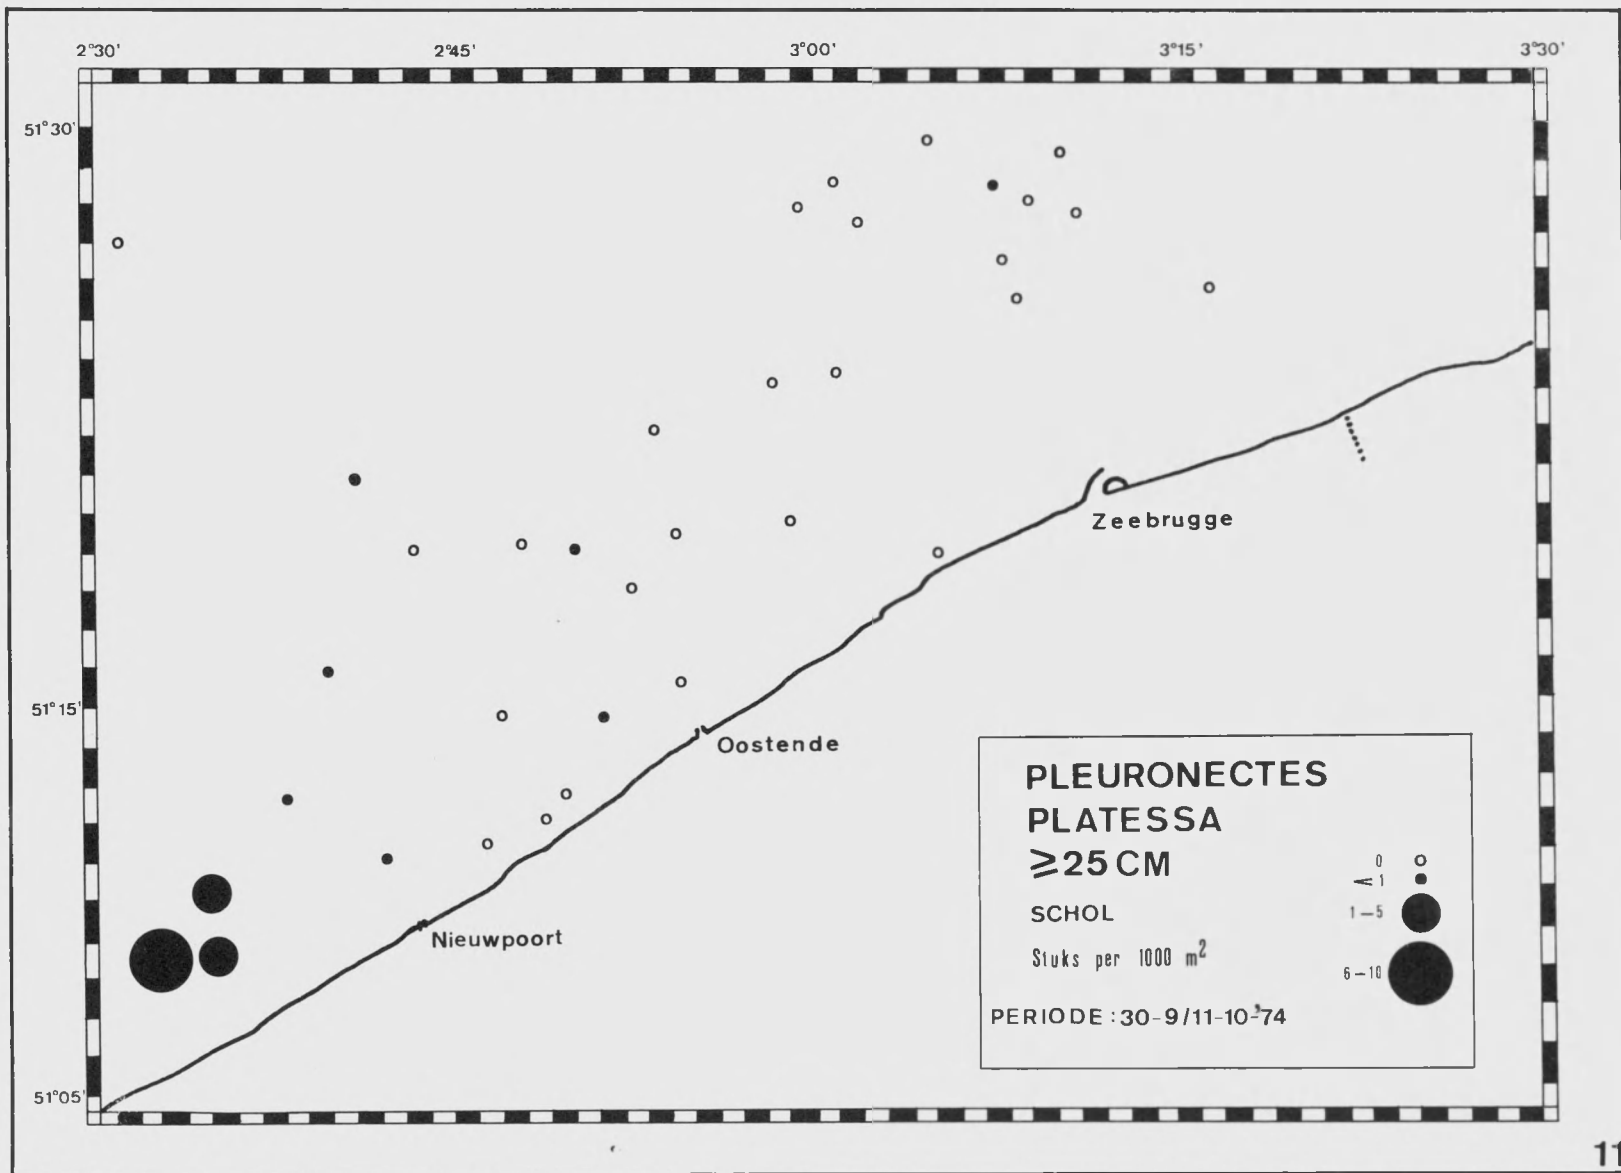 2°30' 2°45' 3°00' 3°15' 3°30'
51°30'
51°15'
51°05'
Zeebrugge
Oostende
Nieuwpoort
PLEURONECTES
PLATESSA
≥25 CM
SCHOL
Stuks per 1000 m²
PERIODE : 30-9/11-10-'74
0
< 1
1-5
6-10
11